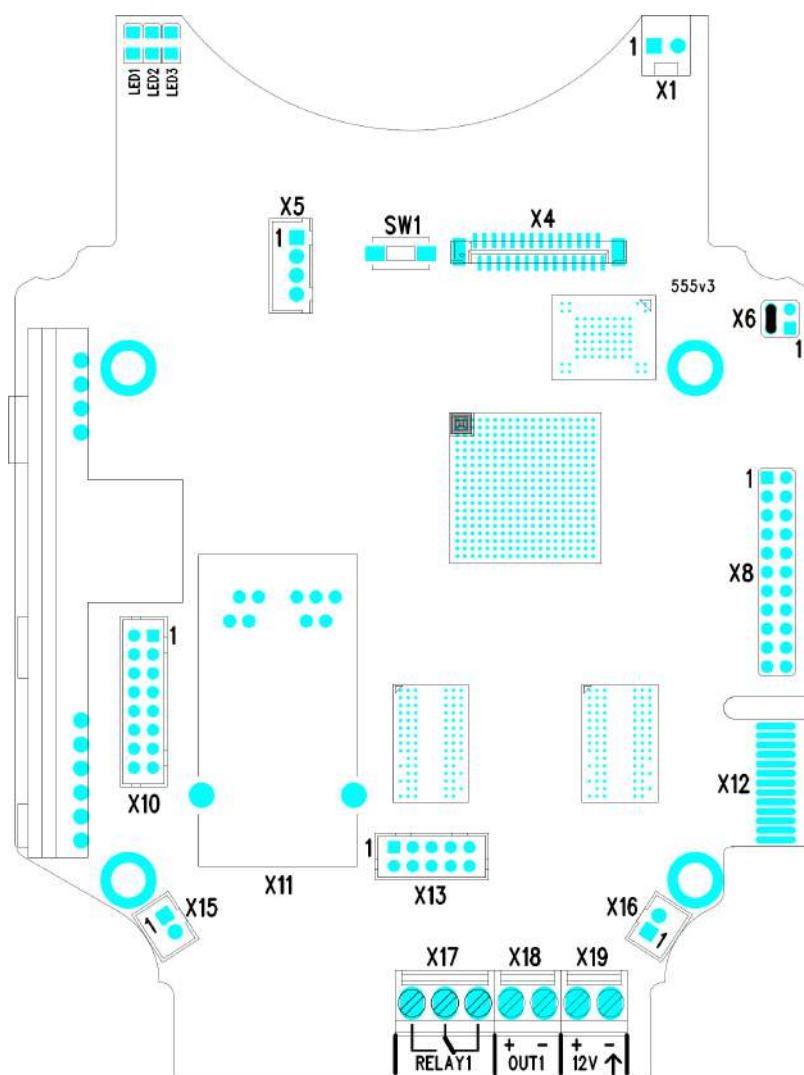 1
X1
LED1
LED2
LED3
X5
SW1
X4
1
555v3
X6
1
1
X8
1
X10
X12
1
X11
X13
X15
1
X16
1
X17
X18
X19
+ -
+ -
RELAY1
OUT1
12V ↑